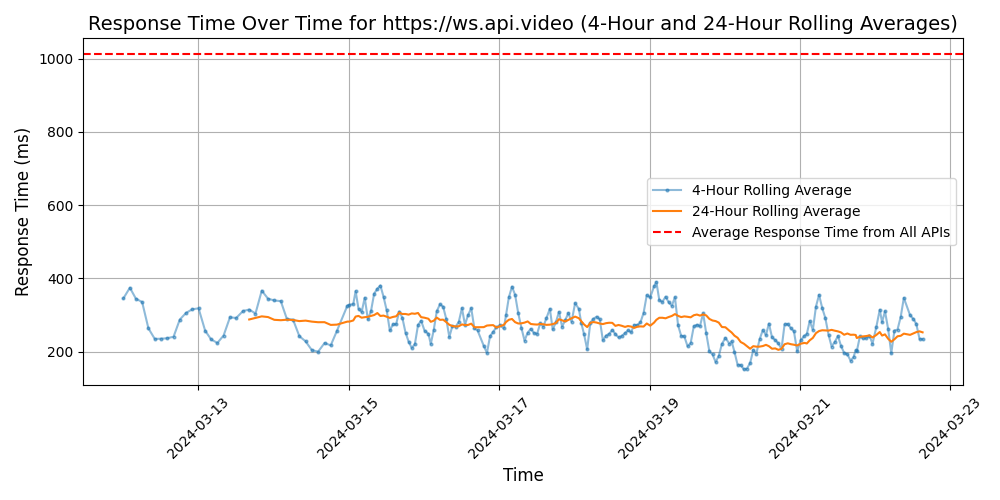 Response Time Over Time for https://ws.api.video (4-Hour and 24-Hour Rolling Averages)
Response Time (ms)
1000
800
600
400
200
4-Hour Rolling Average
24-Hour Rolling Average
Average Response Time from All APIs
2024-03-13
2024-03-15
2024-03-17
2024-03-19
2024-03-21
2024-03-23
Time